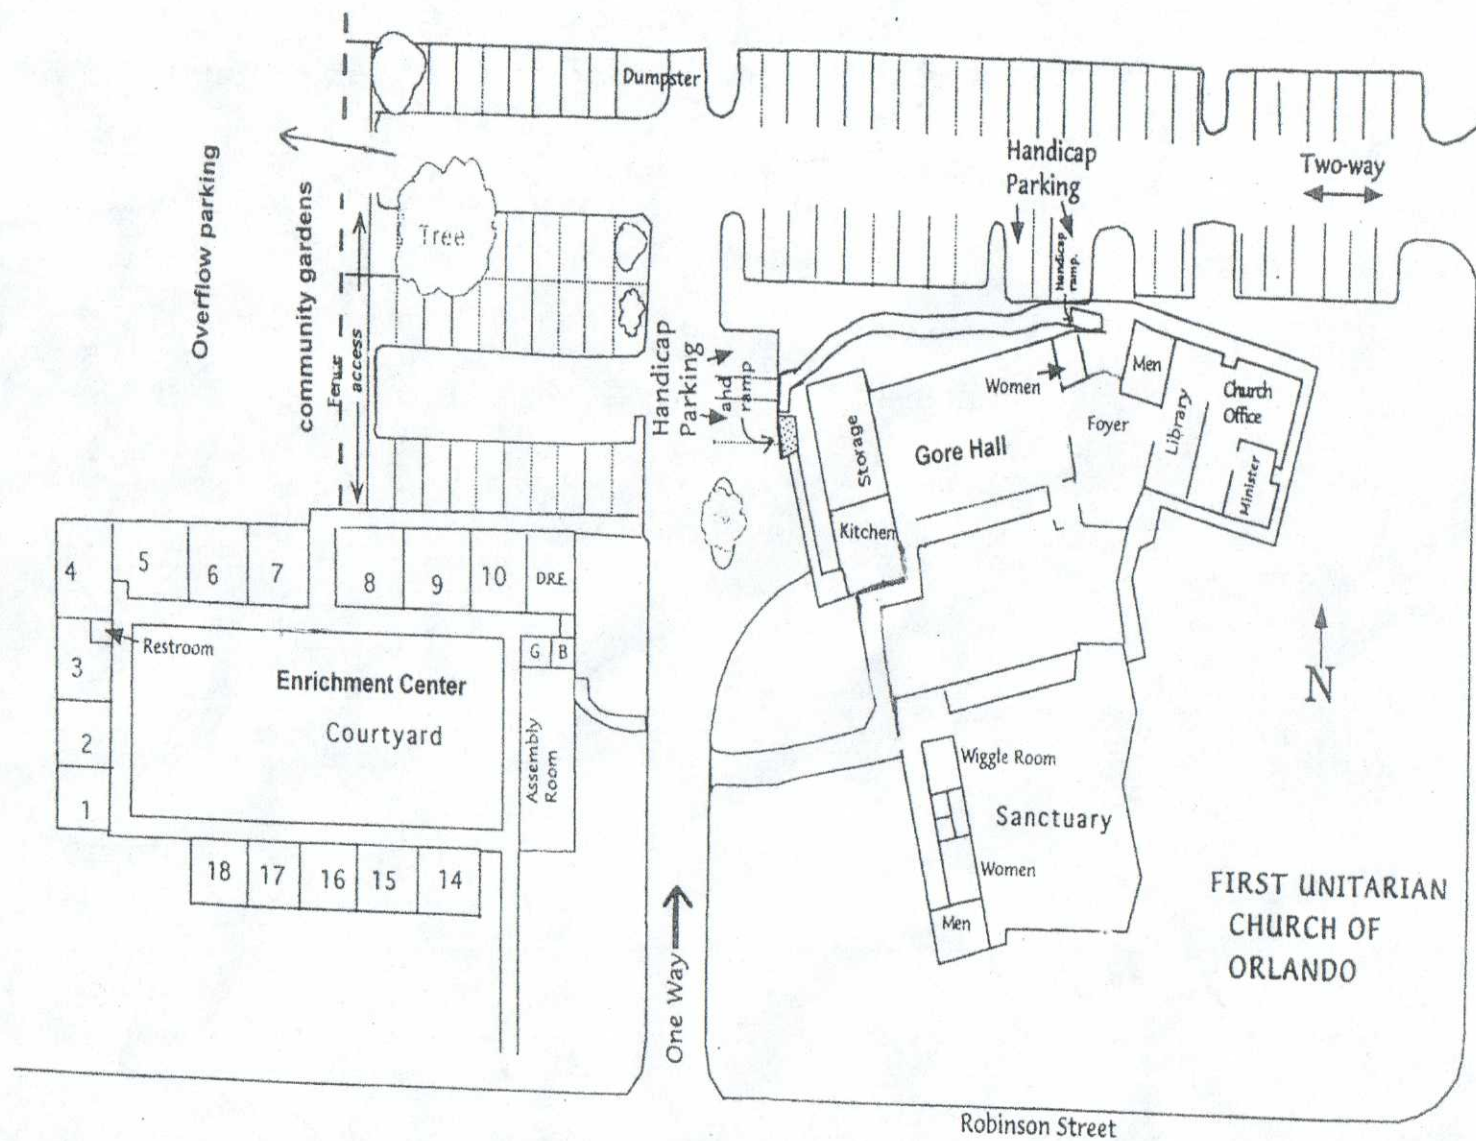 Dumpster
Overflow parking
community gardens
Fence
access
Tree
Handicap
Parking
Handicap
ramp.
Two-way
Handicap
Parking
and
ramp
Women
Men
Church
Office
Library
Foyer
Gore Hall
Storage
Kitchen
Minister
4
5
6
7
8
9
10
D.R.E.
G
B
3
Restroom
2
1
Enrichment Center
Courtyard
Assembly
Room
18
17
16
15
14
N
Wiggle Room
Sanctuary
Women
Men
One Way
FIRST UNITARIAN
CHURCH OF
ORLANDO
Robinson Street